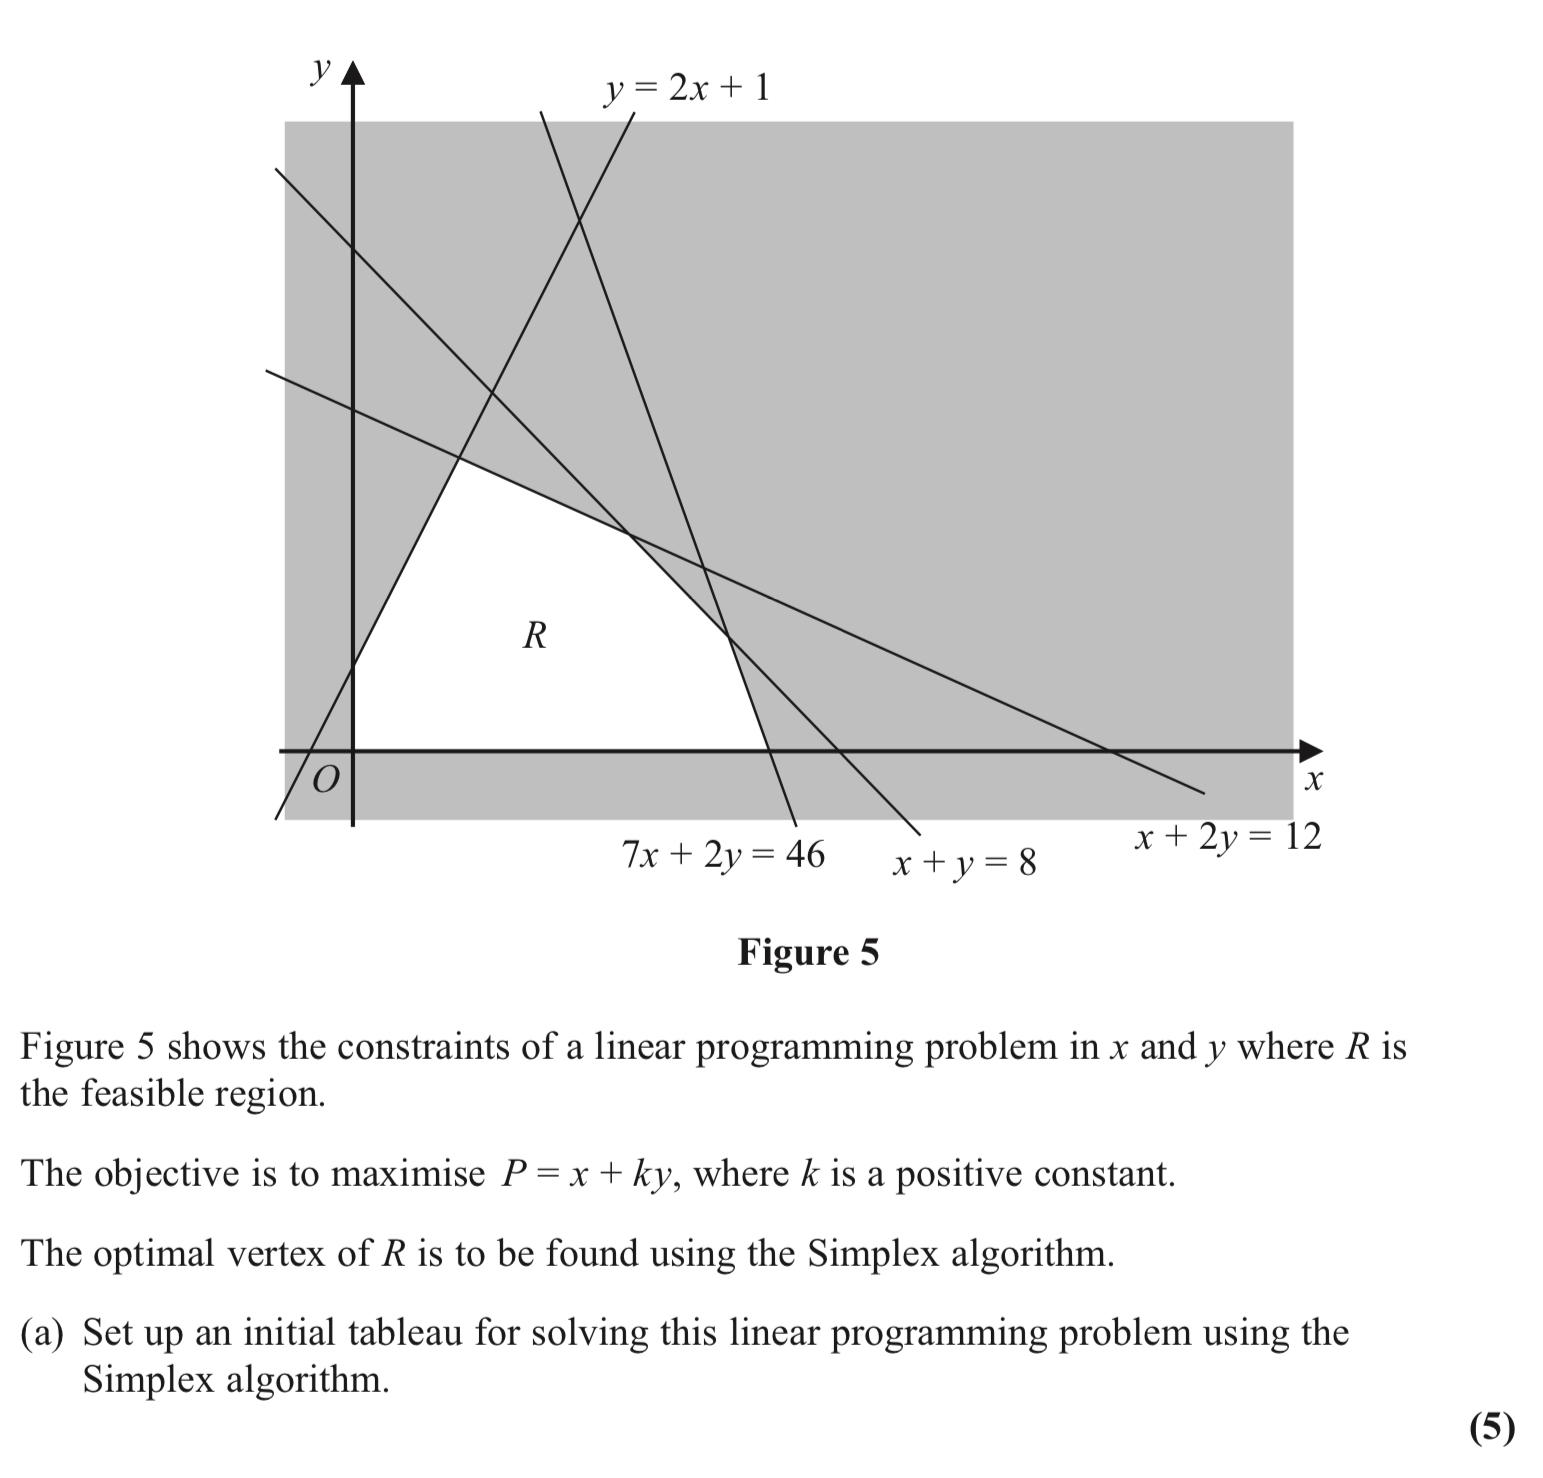 y
y = 2x + 1
R
O
x
7x + 2y = 46
x + y = 8
x + 2y = 12
Figure 5
Figure 5 shows the constraints of a linear programming problem in x and y where R is
the feasible region.
The objective is to maximise P = x + ky, where k is a positive constant.
The optimal vertex of R is to be found using the Simplex algorithm.
(a) Set up an initial tableau for solving this linear programming problem using the
Simplex algorithm.
(5)